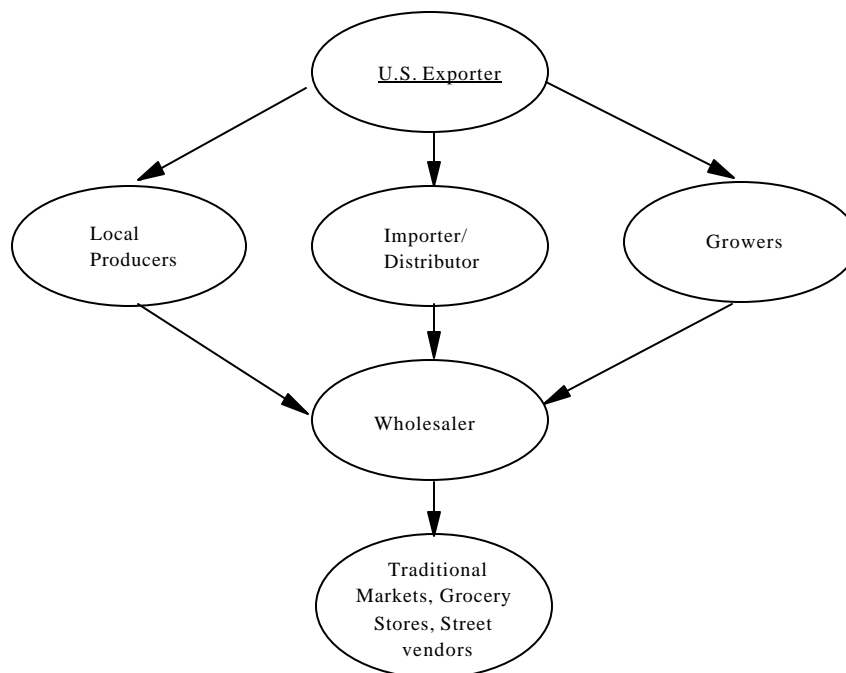 U.S. Exporter
Local
Producers
Importer/
Distributor
Growers
Wholesaler
Traditional
Markets, Grocery
Stores, Street
vendors